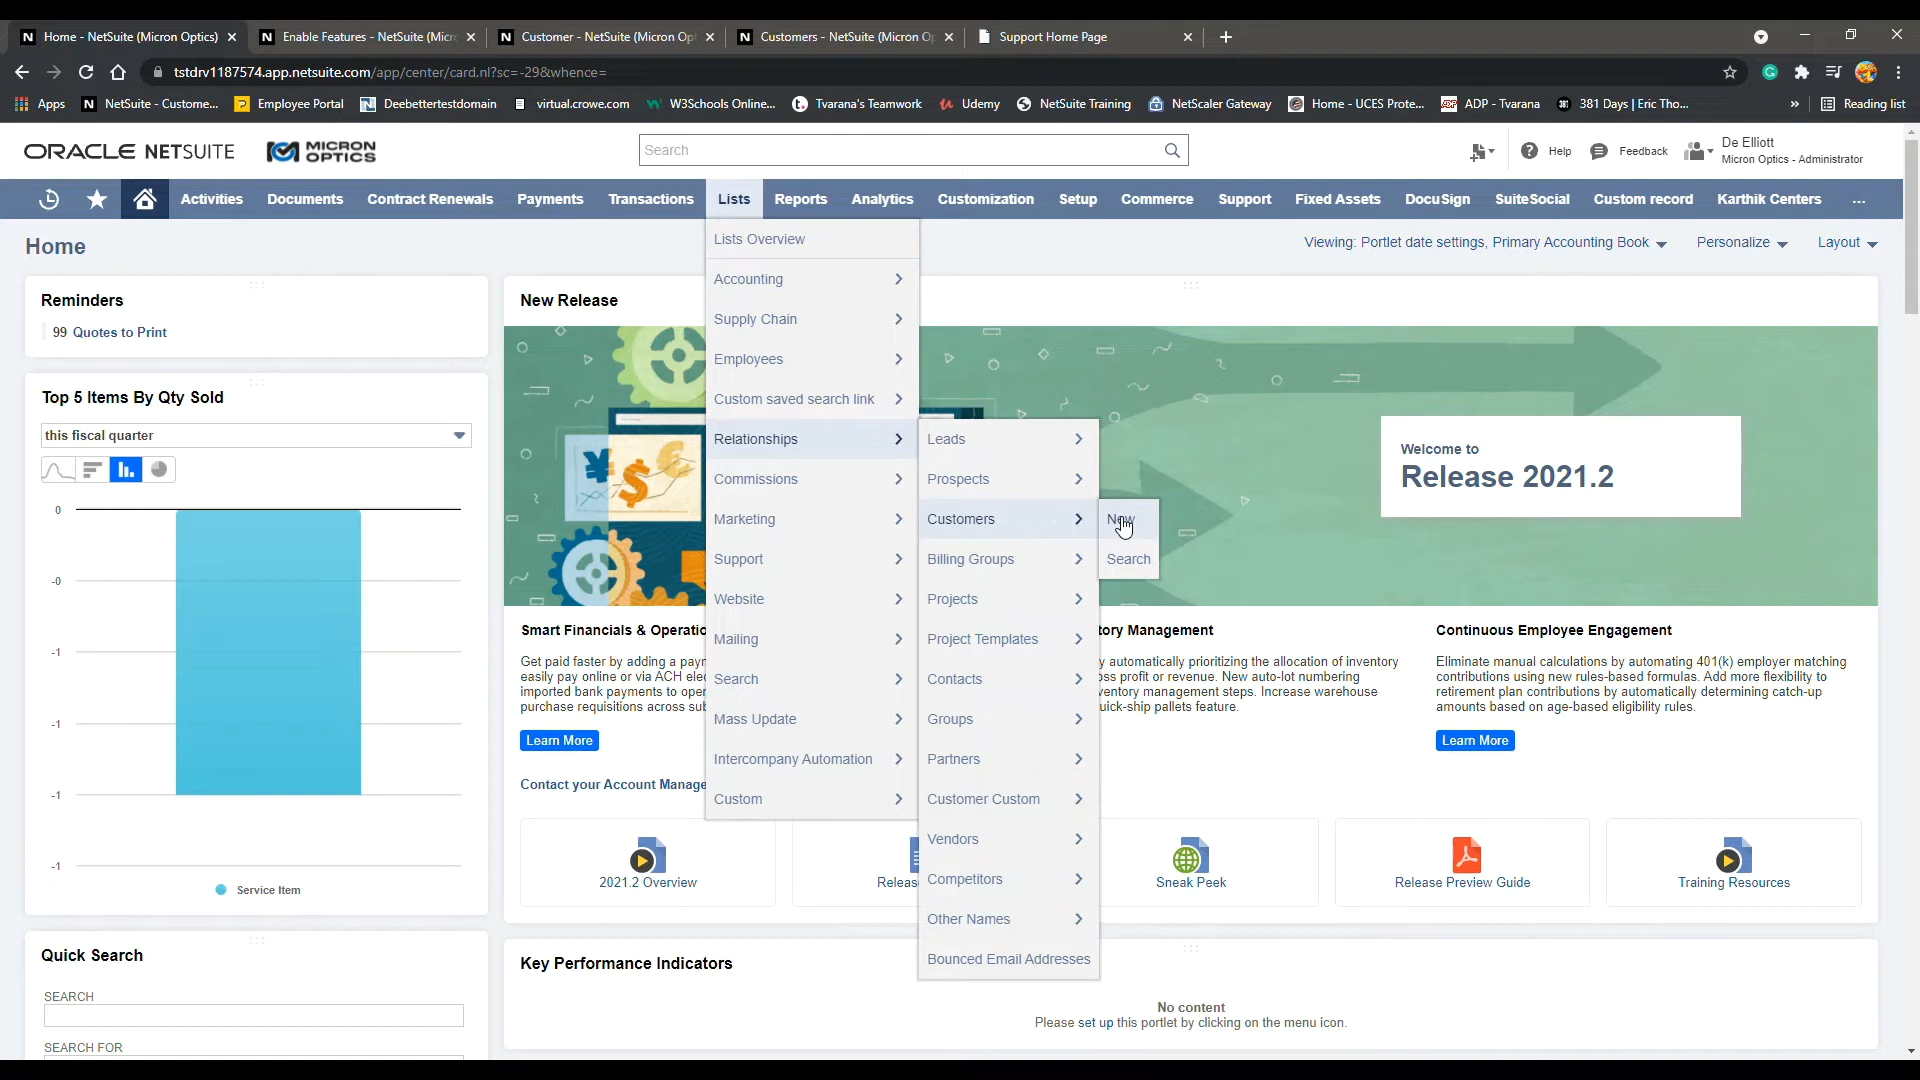 Home - NetSuite (Micron Optics)
Enable Features - NetSuite (Micr
Customer - NetSuite (Micron Opt
Customers - NetSuite (Micron O
Support Home Page
tstdrv1187574.app.netsuite.com/app/center/card.nl?sc=-29&whence=
Apps
NetSuite - Custome...
Employee Portal
Deebettertestdomain
virtual.crowe.com
W3Schools Online...
Tvarana's Teamwork
Udemy
NetSuite Training
NetScaler Gateway
Home - UCES Prote...
ADP - Tvarana
381 Days | Eric Tho...
»
Reading list
ORACLE NETSUITE
MICRON
OPTICS
Search
Help
Feedback
De Elliott
Micron Optics - Administrator
Activities
Documents
Contract Renewals
Payments
Transactions
Lists
Reports
Analytics
Customization
Setup
Commerce
Support
Fixed Assets
DocuSign
SuiteSocial
Custom record
Karthik Centers
...
Home
Viewing: Portlet date settings, Primary Accounting Book
Personalize
Layout
Reminders
99 Quotes to Print
Top 5 Items By Qty Sold
this fiscal quarter
0
-0
-1
-1
-1
-1
Service Item
Quick Search
SEARCH
SEARCH FOR
Lists Overview
Accounting
Supply Chain
Employees
Custom saved search link
Relationships
Commissions
Marketing
Support
Website
Mailing
Search
Mass Update
Intercompany Automation
Custom
Leads
Prospects
Customers
Billing Groups
Projects
Project Templates
Contacts
Groups
Partners
Customer Custom
Vendors
Competitors
Other Names
Bounced Email Addresses
New
Search
New Release
Welcome to
Release 2021.2
Smart Financials & Operatio
Get paid faster by adding a payr
easily pay online or via ACH ele
imported bank payments to oper
purchase requisitions across sub
Learn More
Contact your Account Manage
tory Management
y automatically prioritizing the allocation of inventory
oss profit or revenue. New auto-lot numbering
ventory management steps. Increase warehouse
uick-ship pallets feature.
Continuous Employee Engagement
Eliminate manual calculations by automating 401(k) employer matching
contributions using new rules-based formulas. Add more flexibility to
retirement plan contributions by automatically determining catch-up
amounts based on age-based eligibility rules.
Learn More
2021.2 Overview
Releas
Sneak Peek
Release Preview Guide
Training Resources
Key Performance Indicators
No content
Please set up this portlet by clicking on the menu icon.